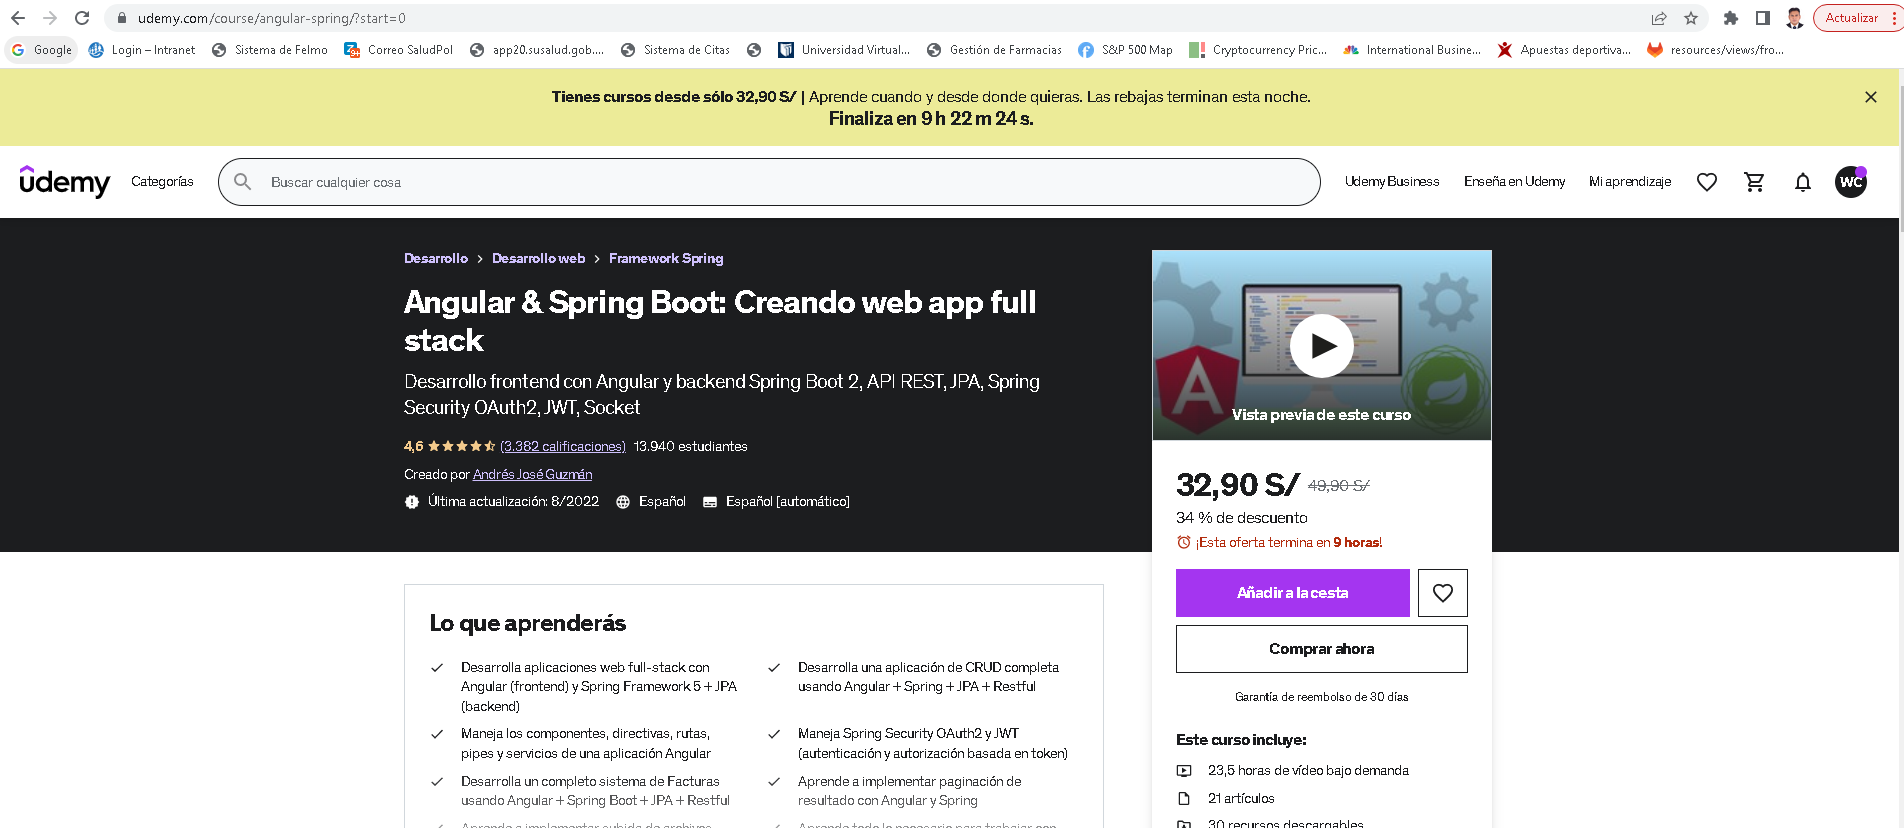 udemy.com/course/angular-spring/?start=0
Actualizar
Google
Login – Intranet
Sistema de Felmo
Correo SaludPol
app20.susalud.gob....
Sistema de Citas
Universidad Virtual...
Gestión de Farmacias
S&P 500 Map
Cryptocurrency Pric...
International Busine...
Apuestas deportiva...
resources/views/fro...
Tienes cursos desde sólo 32,90 S/ | Aprende cuando y desde donde quieras. Las rebajas terminan esta noche.
Finaliza en 9 h 22 m 24 s.
udemy
Categorías
Buscar cualquier cosa
Udemy Business
Enseña en Udemy
Mi aprendizaje
WC
Desarrollo > Desarrollo web > Framework Spring
Angular & Spring Boot: Creando web app full
stack
Desarrollo frontend con Angular y backend Spring Boot 2, API REST, JPA, Spring
Security OAuth2, JWT, Socket
4,6 (3.382 calificaciones) 13.940 estudiantes
Creado por Andrés José Guzmán
Última actualización: 8/2022 Español Español [automático]
Vista previa de este curso
32,90 S/ 49,90 S/
34 % de descuento
¡Esta oferta termina en 9 horas!
Añadir a la cesta
Comprar ahora
Garantía de reembolso de 30 días
Este curso incluye:
23,5 horas de vídeo bajo demanda
21 artículos
30 recursos descargables
Lo que aprenderás
Desarrolla aplicaciones web full-stack con
Angular (frontend) y Spring Framework 5 + JPA
(backend)
Desarrolla una aplicación de CRUD completa
usando Angular + Spring + JPA + Restful
Maneja los componentes, directivas, rutas,
pipes y servicios de una aplicación Angular
Maneja Spring Security OAuth2 y JWT
(autenticación y autorización basada en token)
Desarrolla un completo sistema de Facturas
usando Angular + Spring Boot + JPA + Restful
Aprende a implementar paginación de
resultado con Angular y Spring
Aprende a implementar subida de archivos
Aprende todo lo necesario para trabajar con